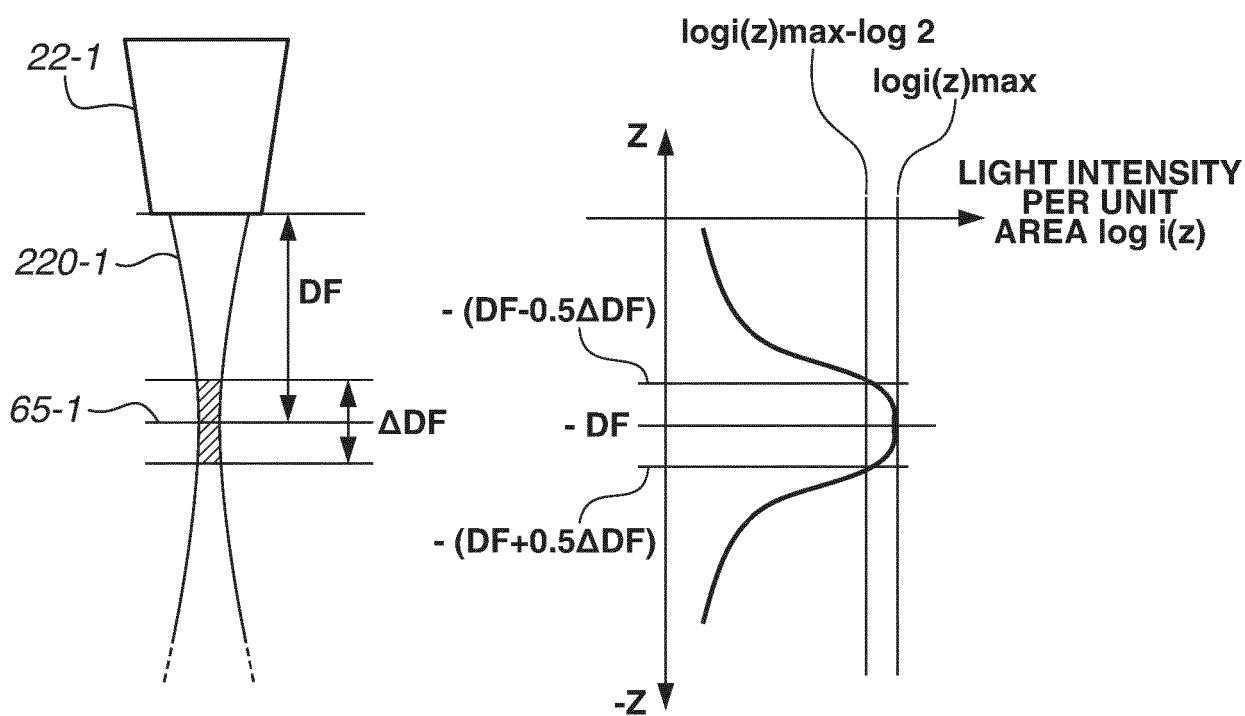 22-1
220-1
DF
65-1
ΔDF
logi(z)max-log 2
logi(z)max
Z
LIGHT INTENSITY
PER UNIT
AREA log i(z)
- (DF-0.5ΔDF)
- DF
- (DF+0.5ΔDF)
-Z